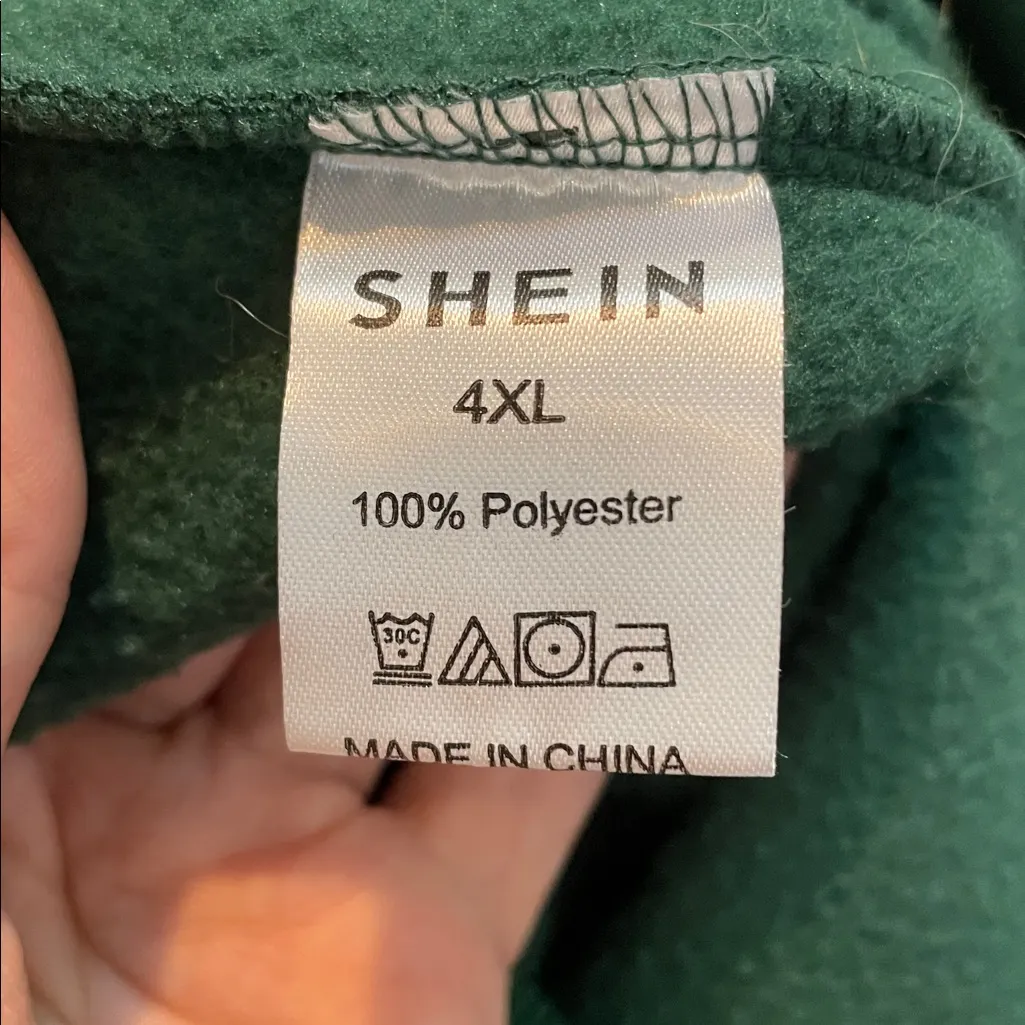 SHEIN
4XL
100% Polyester
30C
MADE IN CHINA